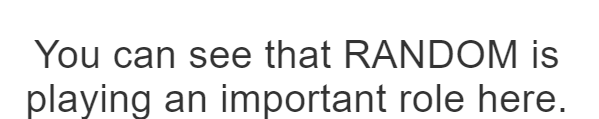 You can see that RANDOM is
playing an important role here.